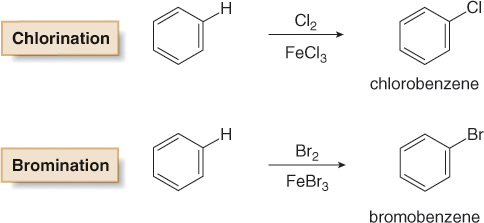 Chlorination
H
Cl₂
FeCl₃
Cl
chlorobenzene
Bromination
H
Br₂
FeBr₃
Br
bromobenzene